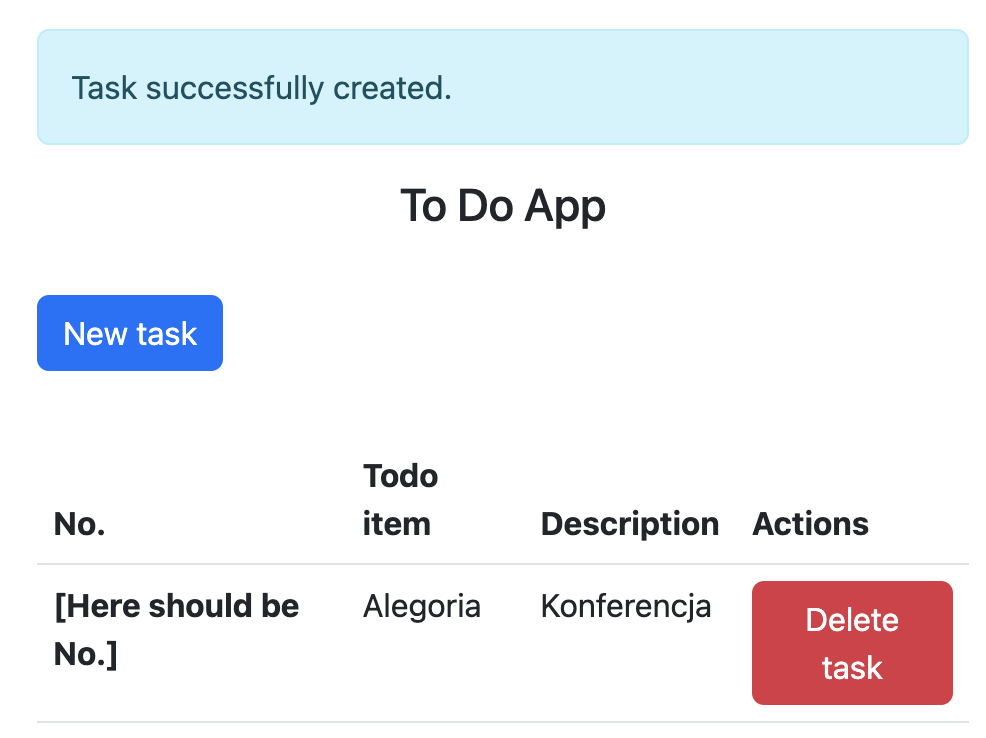 Task successfully created.
To Do App
New task
No.
Todo
item
Description
Actions
[Here should be
No.]
Alegoria
Konferencja
Delete
task